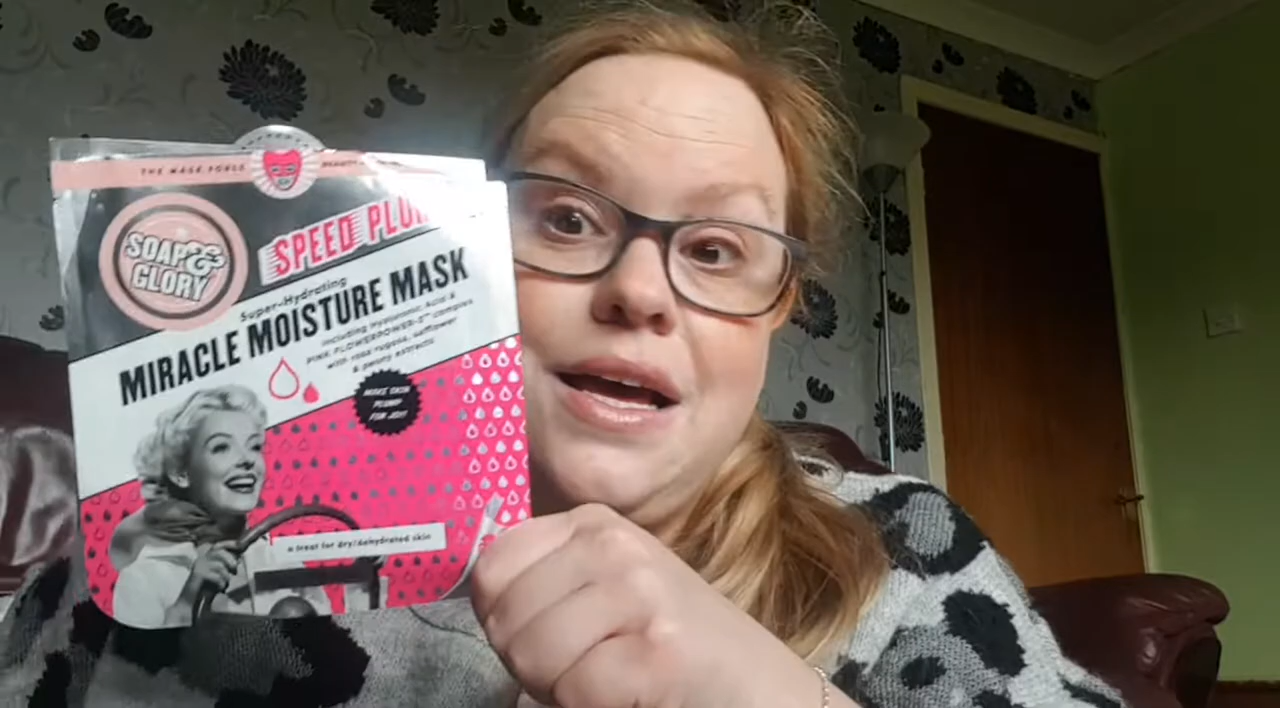 THE MASK FORCE
SOAP &
GLORY
SPEED PLU
Super-Hydrating
MIRACLE MOISTURE MASK
including Hyaluronic Acid &
PINK FLOWERPOWER-5™ complex
with rosa rugosa, safflower
& peony extracts
MAKE SKIN
PLUMP
FOR JOY!
a treat for dry/dehydrated skin